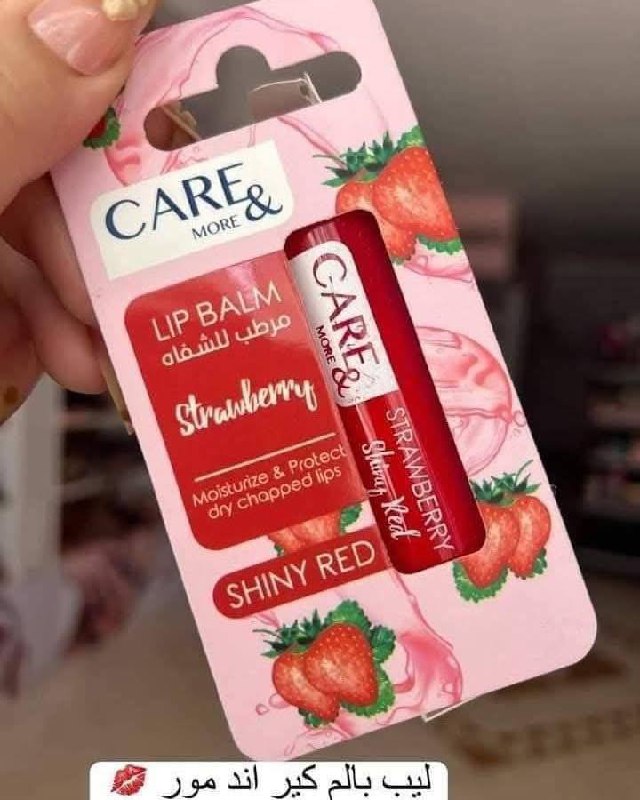 CARE &
MORE
LIP BALM
مرطب للشفاه
Strawberry
Moisturize & Protect
dry chapped lips
SHINY RED
CARE &
MORE
STRAWBERRY
Shiny Red
ليب بالم كير اند مور 💋